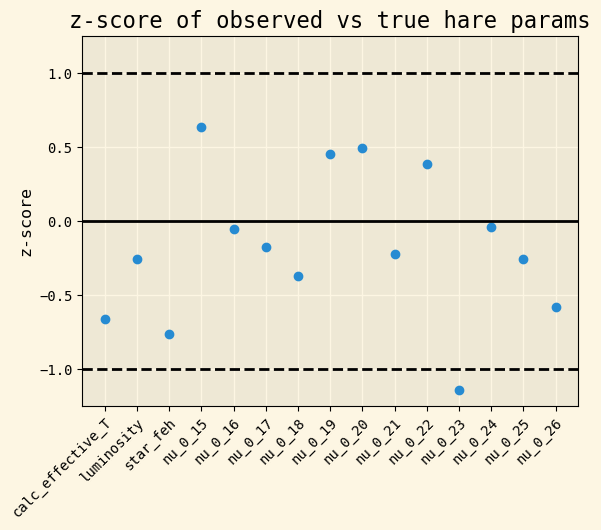 z-score of observed vs true hare params
z-score
1.0
0.5
0.0
−0.5
−1.0
calc_effective_T
luminosity
star_feh
nu_0_15
nu_0_16
nu_0_17
nu_0_18
nu_0_19
nu_0_20
nu_0_21
nu_0_22
nu_0_23
nu_0_24
nu_0_25
nu_0_26